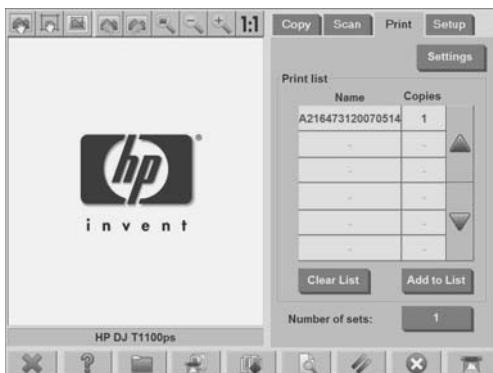 1:1
Copy Scan Print Setup
Settings
Print list
Name Copies
A216473120070514 1
Clear List Add to List
Number of sets: 1
hp
invent
HP DJ T1100ps